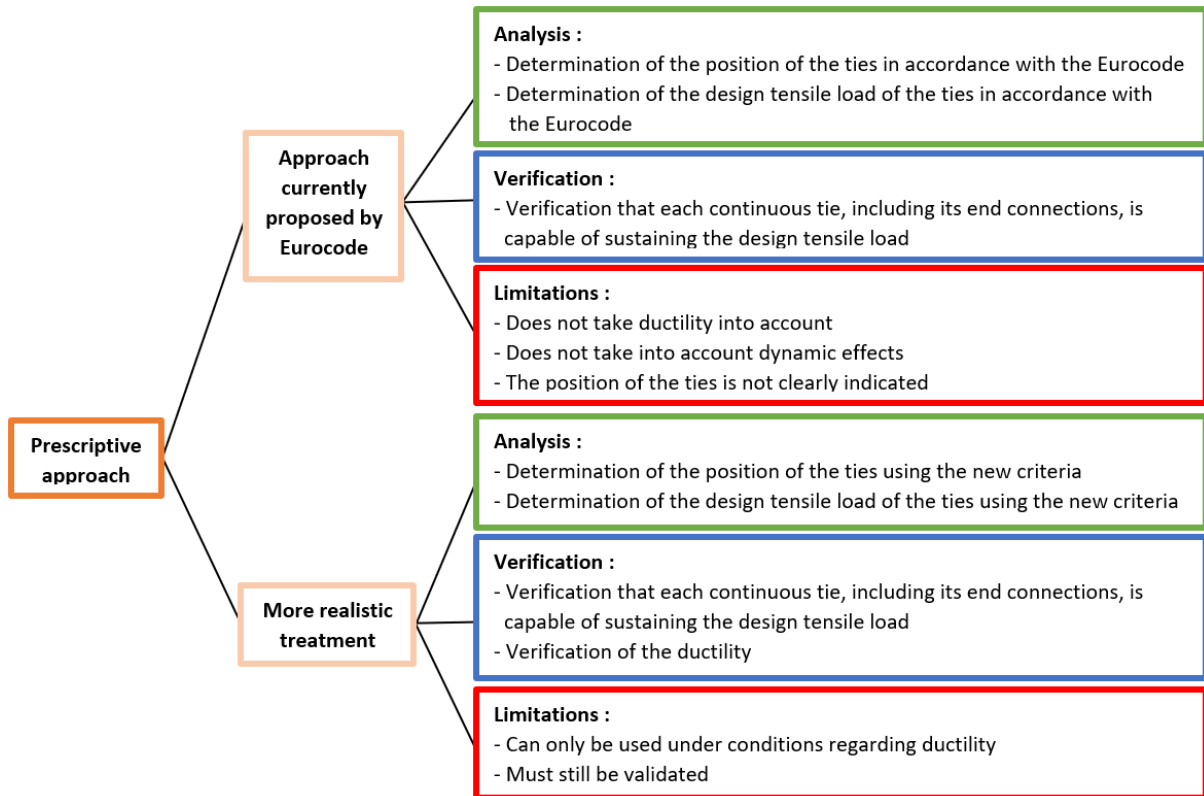 Prescriptive
approach
Approach
currently
proposed by
Eurocode
Analysis :
- Determination of the position of the ties in accordance with the Eurocode
- Determination of the design tensile load of the ties in accordance with
the Eurocode
Verification :
- Verification that each continuous tie, including its end connections, is
capable of sustaining the design tensile load
Limitations :
- Does not take ductility into account
- Does not take into account dynamic effects
- The position of the ties is not clearly indicated
More realistic
treatment
Analysis :
- Determination of the position of the ties using the new criteria
- Determination of the design tensile load of the ties using the new criteria
Verification :
- Verification that each continuous tie, including its end connections, is
capable of sustaining the design tensile load
- Verification of the ductility
Limitations :
- Can only be used under conditions regarding ductility
- Must still be validated